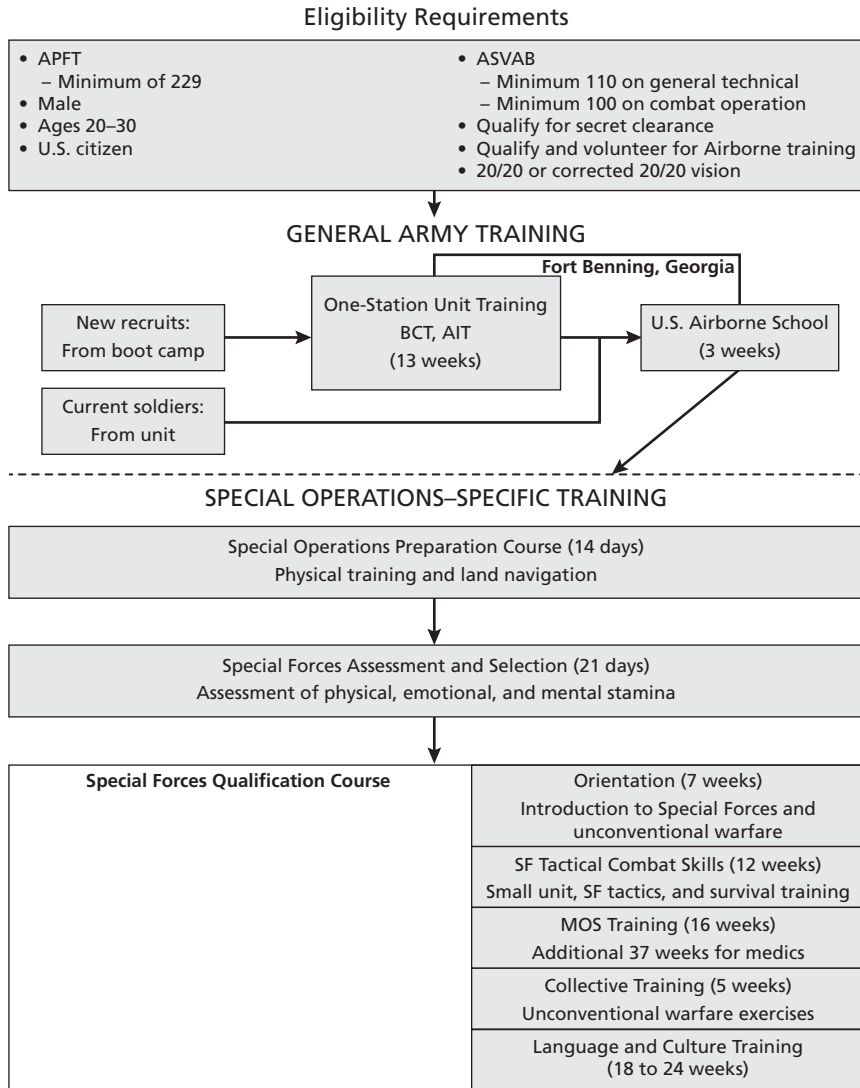 Eligibility Requirements
• APFT
– Minimum of 229
• Male
• Ages 20–30
• U.S. citizen
• ASVAB
– Minimum 110 on general technical
– Minimum 100 on combat operation
• Qualify for secret clearance
• Qualify and volunteer for Airborne training
• 20/20 or corrected 20/20 vision
GENERAL ARMY TRAINING
Fort Benning, Georgia
New recruits:
From boot camp
One-Station Unit Training
BCT, AIT
(13 weeks)
U.S. Airborne School
(3 weeks)
Current soldiers:
From unit
SPECIAL OPERATIONS–SPECIFIC TRAINING
Special Operations Preparation Course (14 days)
Physical training and land navigation
Special Forces Assessment and Selection (21 days)
Assessment of physical, emotional, and mental stamina
Special Forces Qualification Course
Orientation (7 weeks)
Introduction to Special Forces and
unconventional warfare
SF Tactical Combat Skills (12 weeks)
Small unit, SF tactics, and survival training
MOS Training (16 weeks)
Additional 37 weeks for medics
Collective Training (5 weeks)
Unconventional warfare exercises
Language and Culture Training
(18 to 24 weeks)